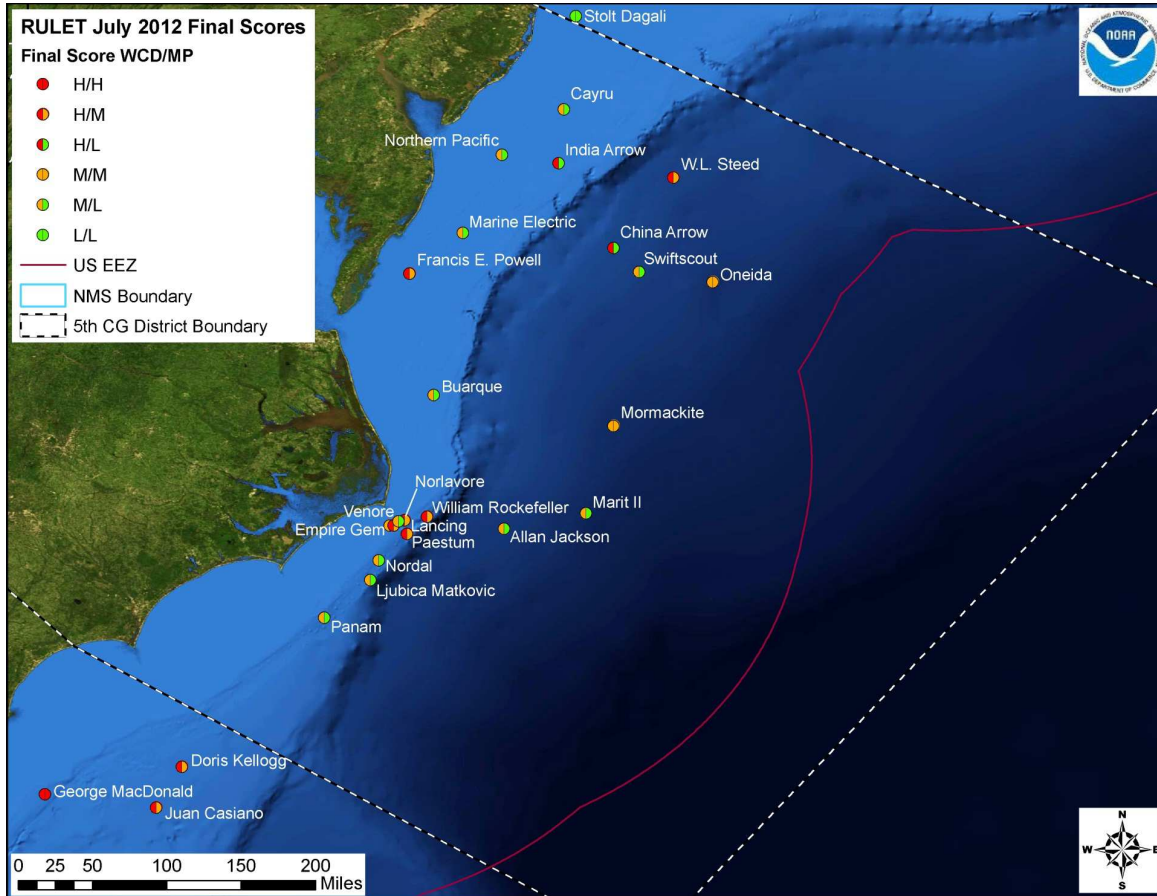 RULET July 2012 Final Scores
Final Score WCD/MP
H/H
H/M
H/L
M/M
M/L
L/L
US EEZ
NMS Boundary
5th CG District Boundary
Stolt Dagali
NOAA
Cayru
Northern Pacific
India Arrow
W.L. Steed
Marine Electric
China Arrow
Francis E. Powell
Swiftscout
Oneida
Buarque
Mormackite
Norlavore
Venore
William Rockefeller
Marit II
Empire Gem
Lancing
Allan Jackson
Paestum
Nordal
Ljubica Matkovic
Panam
Doris Kellogg
George MacDonald
Juan Casiano
N
W
E
S
0 25 50 100 150 200
Miles